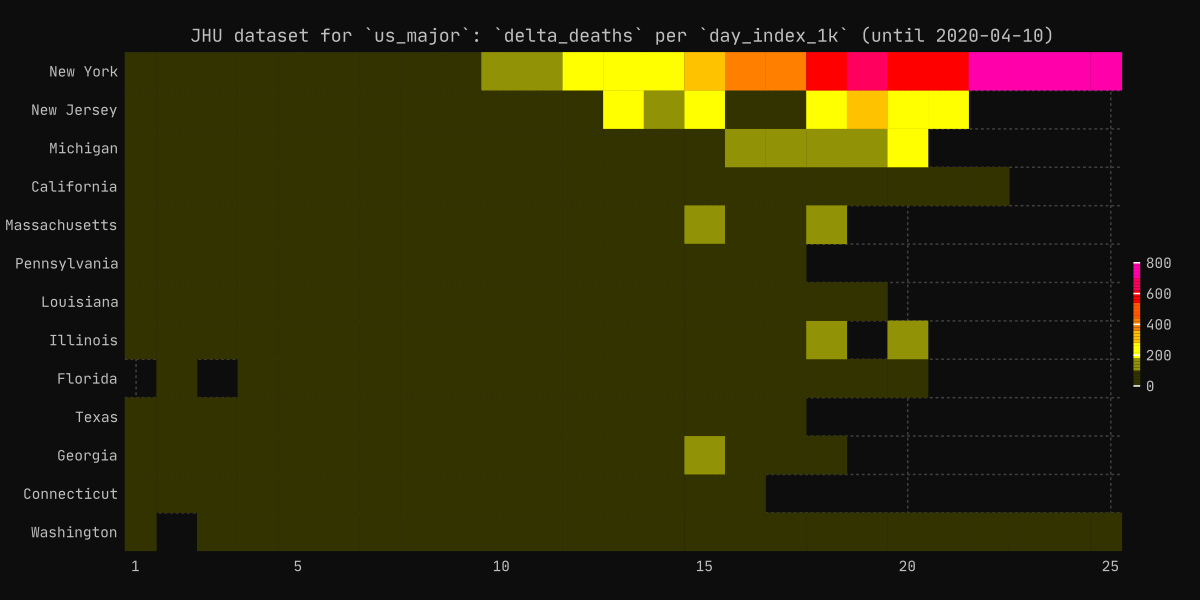 JHU dataset for `us_major`: `delta_deaths` per `day_index_1k` (until 2020-04-10)
New York
New Jersey
Michigan
California
Massachusetts
Pennsylvania
Louisiana
Illinois
Florida
Texas
Georgia
Connecticut
Washington
1 5 10 15 20 25
800
600
400
200
0